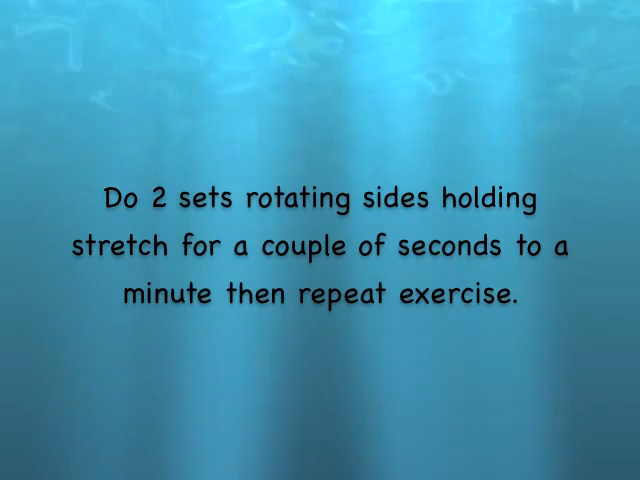 Do 2 sets rotating sides holding
stretch for a couple of seconds to a
minute then repeat exercise.